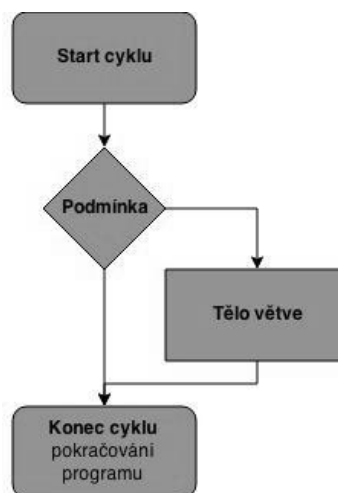 Start cyklu
Podmínka
Tělo větve
Konec cyklu
pokračování
programu